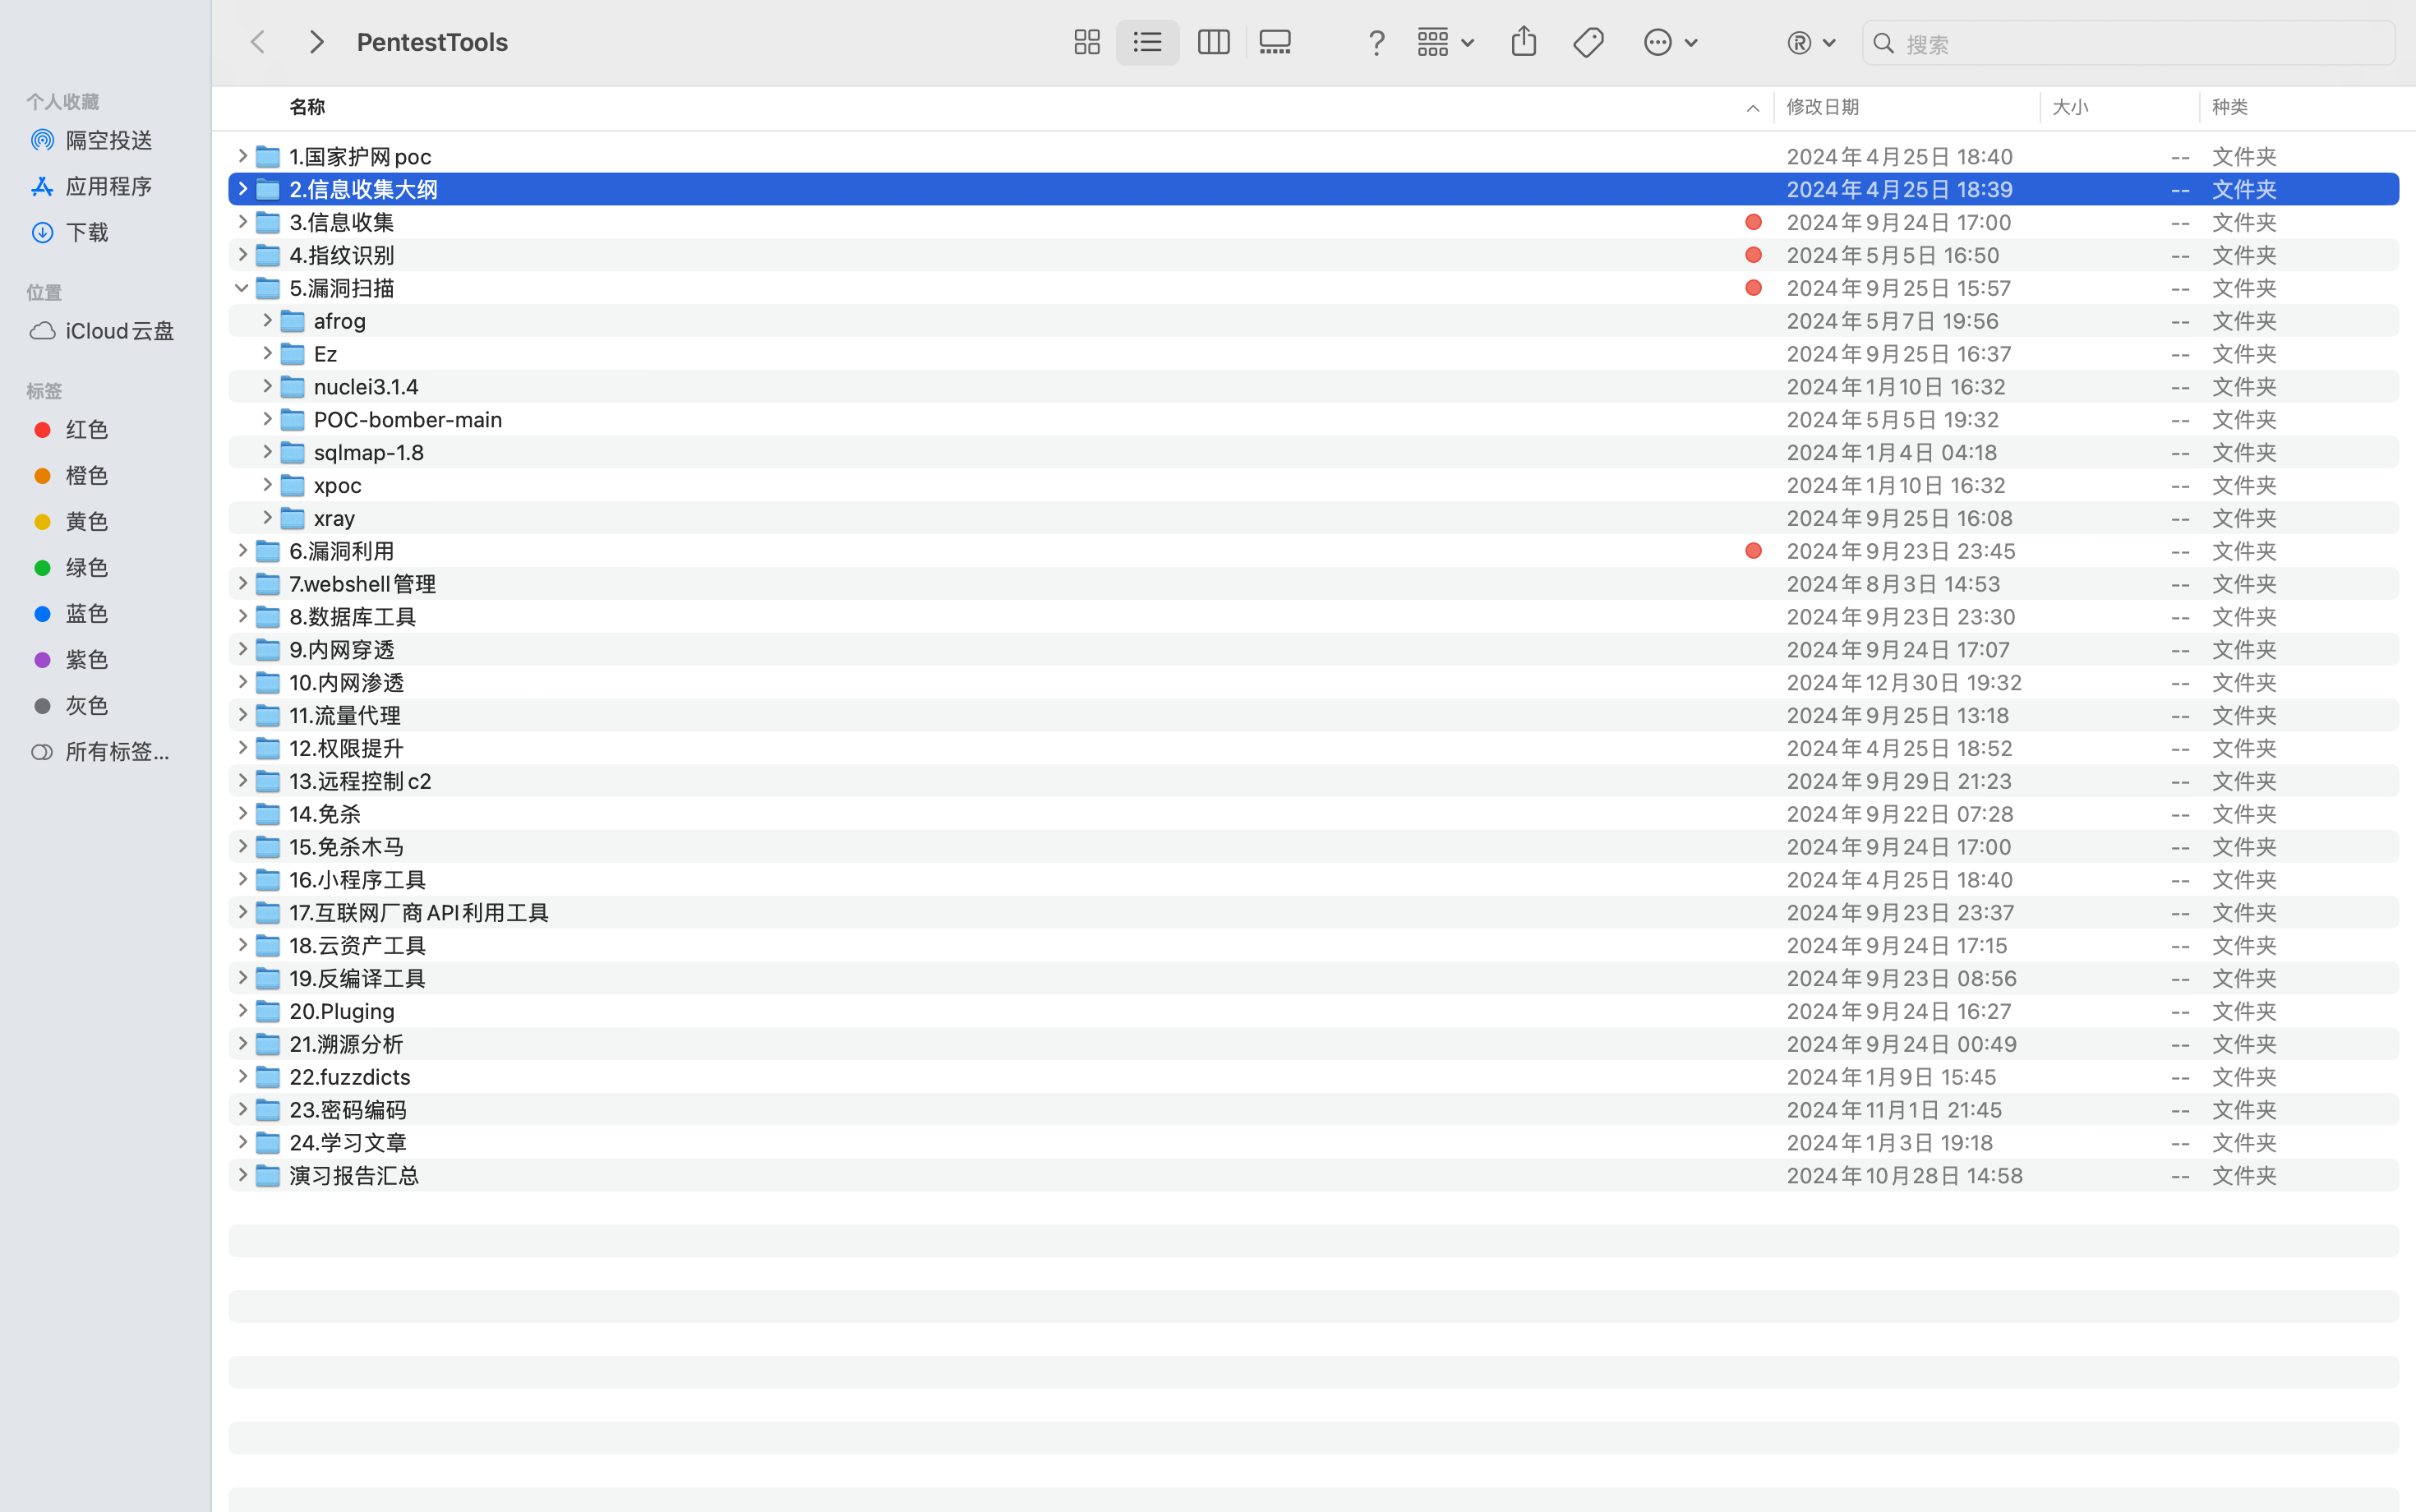 PentestTools
搜索
个人收藏
隔空投送
应用程序
下载
位置
iCloud云盘
标签
红色
橙色
黄色
绿色
蓝色
紫色
灰色
所有标签...
名称 修改日期 大小 种类
1.国家护网poc 2024年4月25日 18:40 -- 文件夹
2.信息收集大纲 2024年4月25日 18:39 -- 文件夹
3.信息收集 2024年9月24日 17:00 -- 文件夹
4.指纹识别 2024年5月5日 16:50 -- 文件夹
5.漏洞扫描 2024年9月25日 15:57 -- 文件夹
afrog 2024年5月7日 19:56 -- 文件夹
Ez 2024年9月25日 16:37 -- 文件夹
nuclei3.1.4 2024年1月10日 16:32 -- 文件夹
POC-bomber-main 2024年5月5日 19:32 -- 文件夹
sqlmap-1.8 2024年1月4日 04:18 -- 文件夹
xpoc 2024年1月10日 16:32 -- 文件夹
xray 2024年9月25日 16:08 -- 文件夹
6.漏洞利用 2024年9月23日 23:45 -- 文件夹
7.webshell管理 2024年8月3日 14:53 -- 文件夹
8.数据库工具 2024年9月23日 23:30 -- 文件夹
9.内网穿透 2024年9月24日 17:07 -- 文件夹
10.内网渗透 2024年12月30日 19:32 -- 文件夹
11.流量代理 2024年9月25日 13:18 -- 文件夹
12.权限提升 2024年4月25日 18:52 -- 文件夹
13.远程控制c2 2024年9月29日 21:23 -- 文件夹
14.免杀 2024年9月22日 07:28 -- 文件夹
15.免杀木马 2024年9月24日 17:00 -- 文件夹
16.小程序工具 2024年4月25日 18:40 -- 文件夹
17.互联网厂商API利用工具 2024年9月23日 23:37 -- 文件夹
18.云资产工具 2024年9月24日 17:15 -- 文件夹
19.反编译工具 2024年9月23日 08:56 -- 文件夹
20.Pluging 2024年9月24日 16:27 -- 文件夹
21.溯源分析 2024年9月24日 00:49 -- 文件夹
22.fuzzdicts 2024年1月9日 15:45 -- 文件夹
23.密码编码 2024年11月1日 21:45 -- 文件夹
24.学习文章 2024年1月3日 19:18 -- 文件夹
演习报告汇总 2024年10月28日 14:58 -- 文件夹